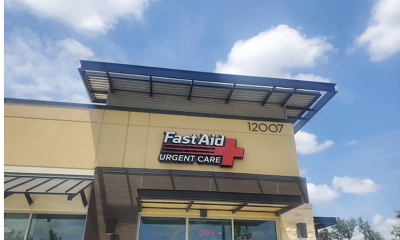 12007
FastAid
URGENT CARE
OPEN